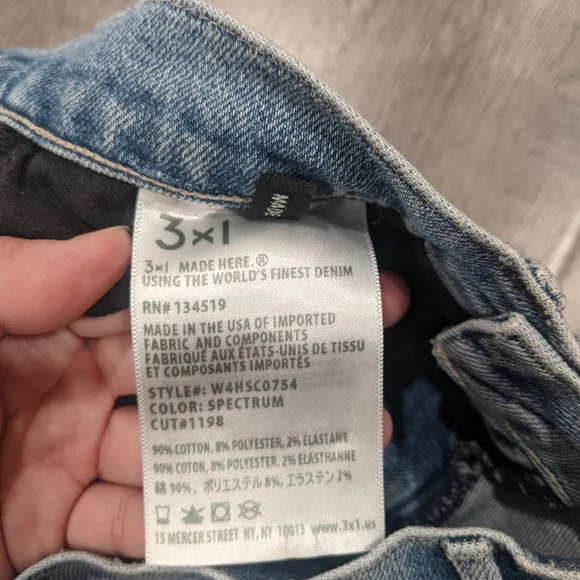 MADE
3×1
3×1 MADE HERE.®
USING THE WORLD'S FINEST DENIM
RN# 134519
MADE IN THE USA OF IMPORTED
FABRIC AND COMPONENTS
FABRIQUÉ AUX ÉTATS-UNIS DE TISSU
ET COMPOSANTS IMPORTÉS
STYLE#: W4HSC0754
COLOR: SPECTRUM
CUT#1198
90% COTTON, 8% POLYESTER, 2% ELASTANE
90% COTON, 8% POLYESTER, 2% ELASTHANNE
綿 90%、ポリエステル 8%、エラステン 2%
15 MERCER STREET NY, NY, 10013 www.3x1.us